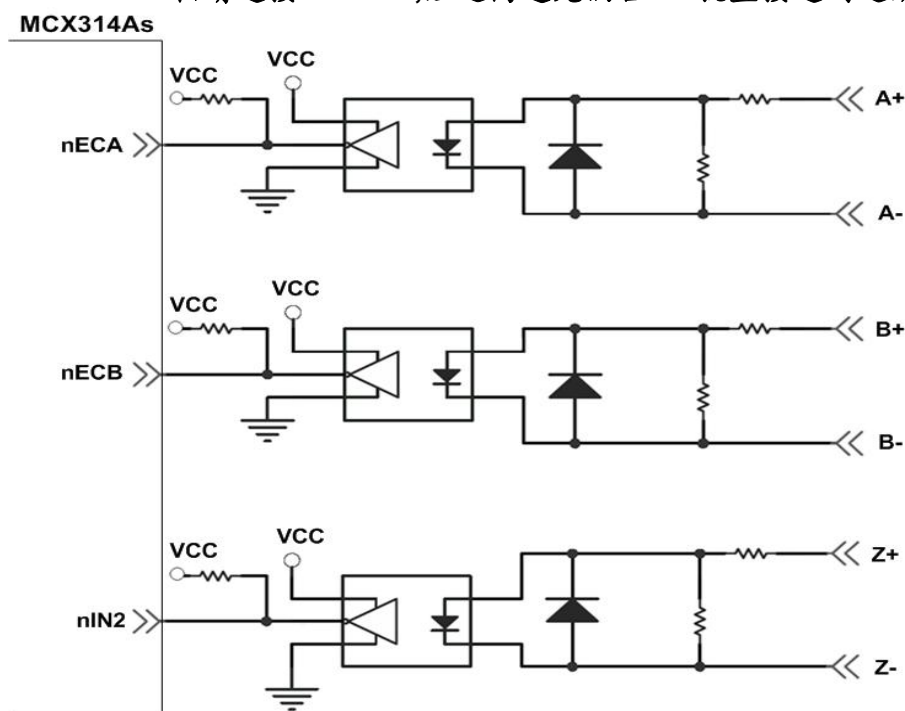 MCX314As
VCC
VCC
nECA
A+
A-
VCC
VCC
nECB
B+
B-
VCC
VCC
nIN2
Z+
Z-